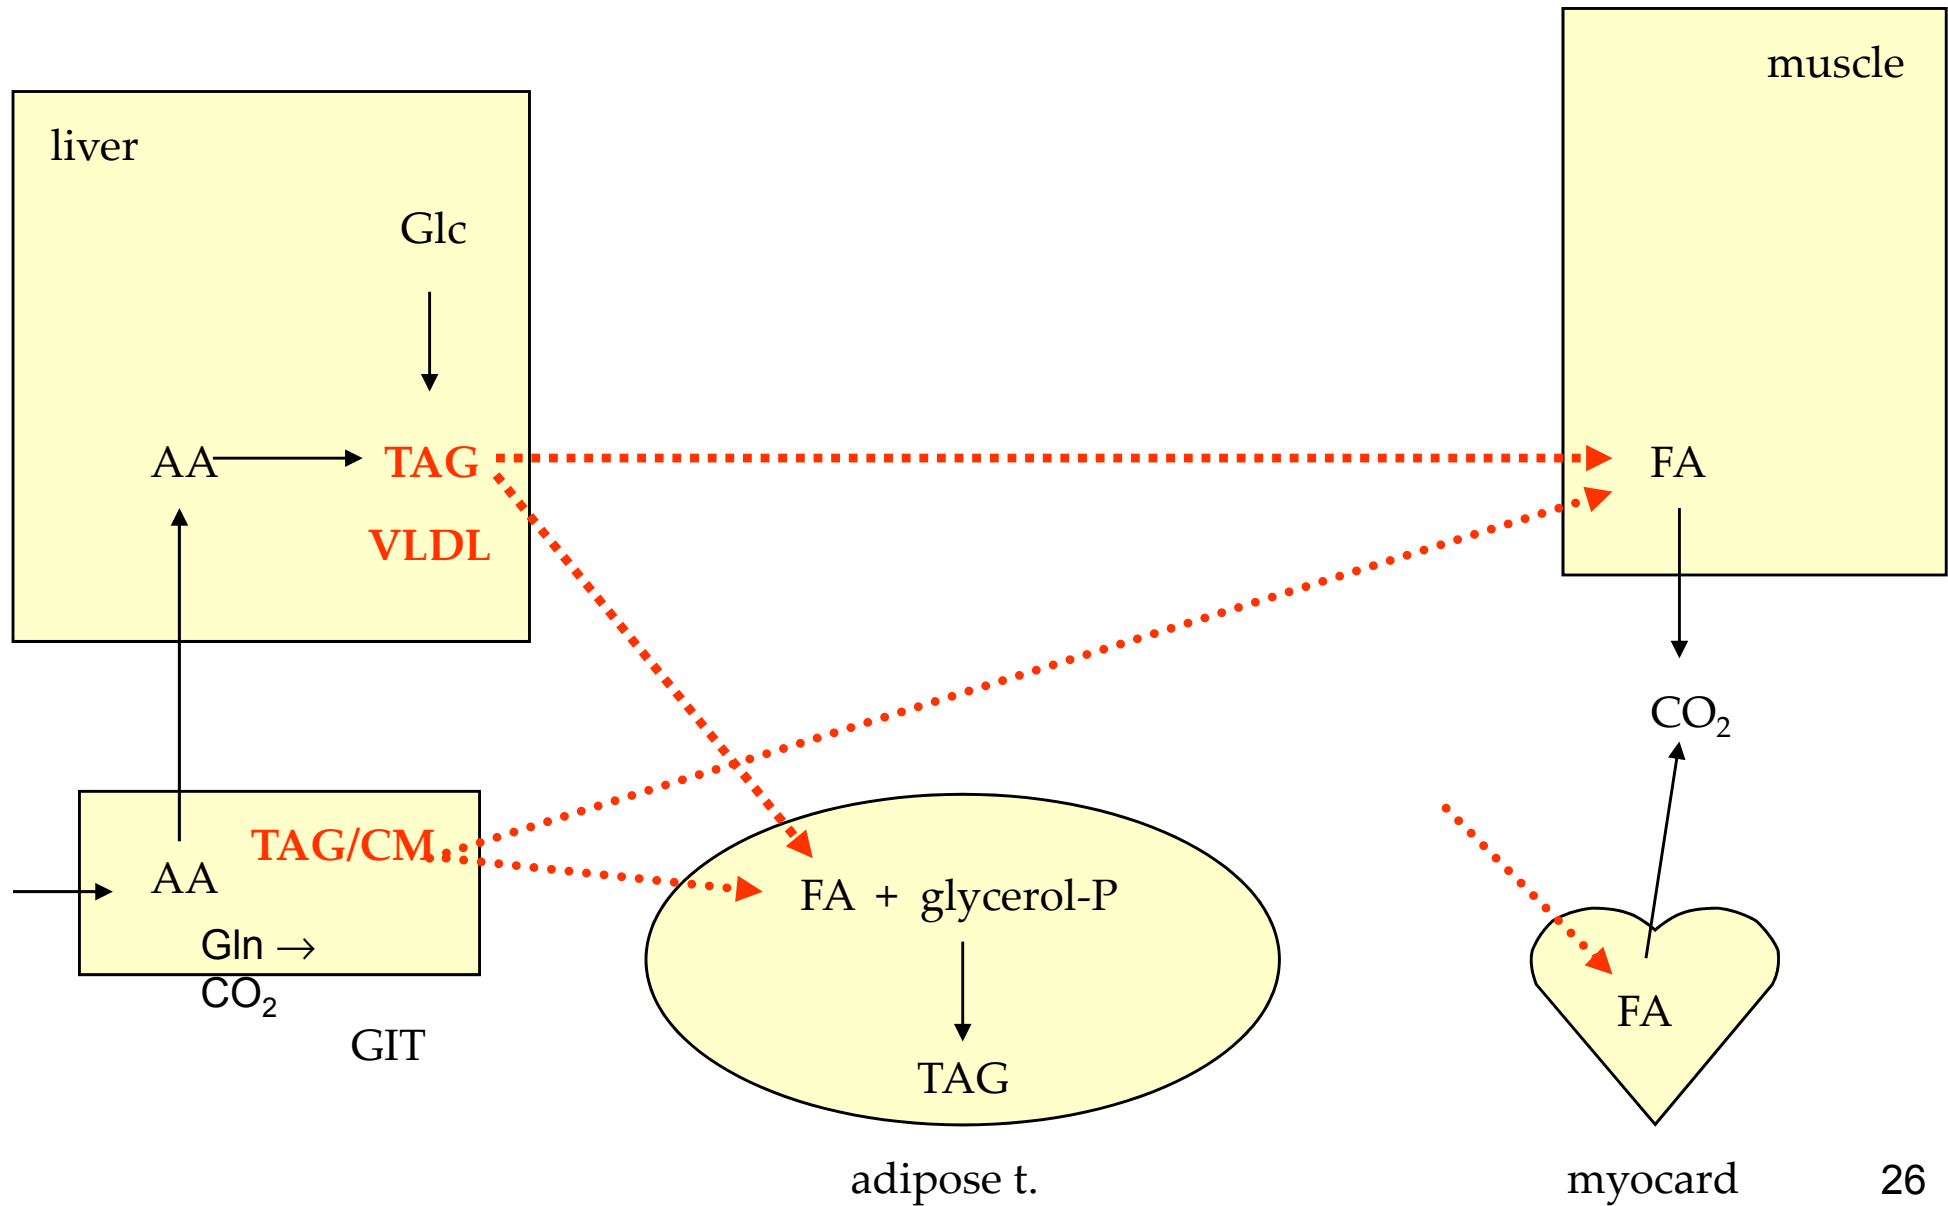 muscle
liver
Glc
AA
TAG
FA
VLDL
CO₂
TAG/CM
AA
FA + glycerol-P
Gln →
CO₂
FA
GIT
TAG
adipose t.
myocard
26